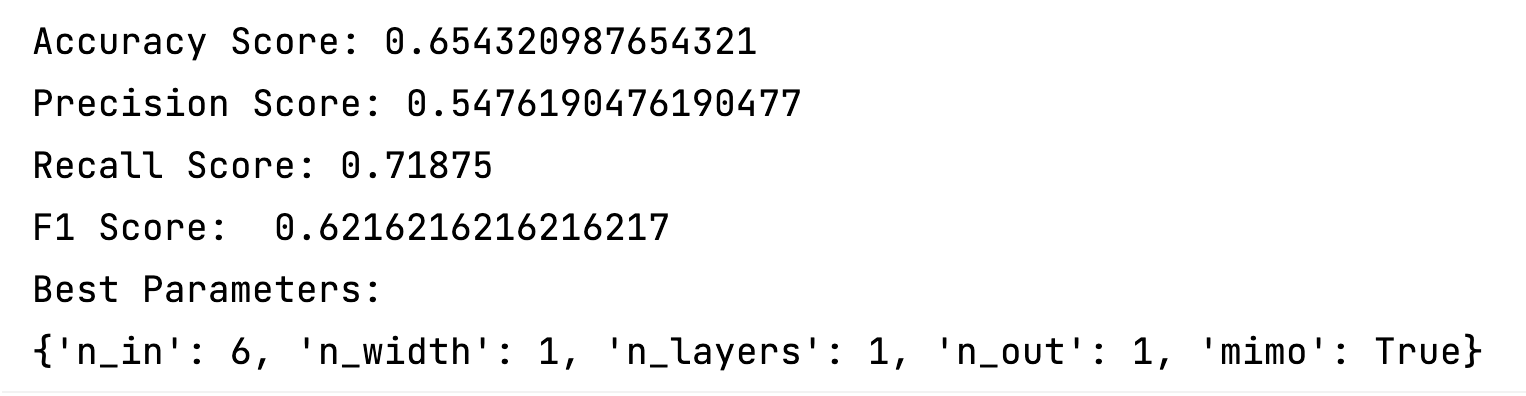 Accuracy Score: 0.654320987654321
Precision Score: 0.5476190476190477
Recall Score: 0.71875
F1 Score:  0.6216216216216217
Best Parameters:
{'n_in': 6, 'n_width': 1, 'n_layers': 1, 'n_out': 1, 'mimo': True}